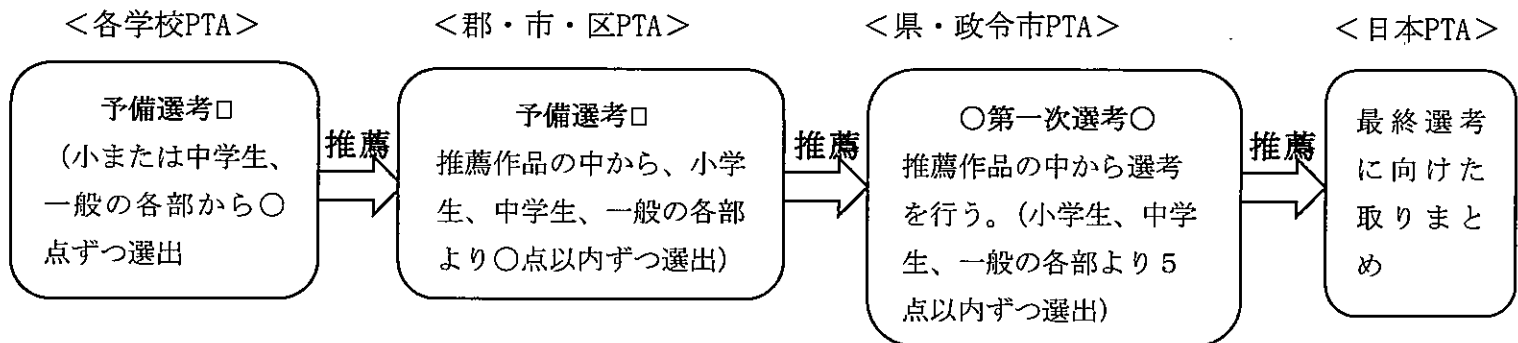 ＜各学校PTA＞
＜郡・市・区PTA＞
＜県・政令市PTA＞
＜日本PTA＞
予備選考□
（小または中学生、
一般の各部から○
点ずつ選出
推薦
予備選考□
推薦作品の中から、小学
生、中学生、一般の各部
より○点以内ずつ選出）
推薦
○第一次選考○
推薦作品の中から選考
を行う。（小学生、中学
生、一般の各部より５
点以内ずつ選出）
推薦
最終選考
に向けた
取りまと
め